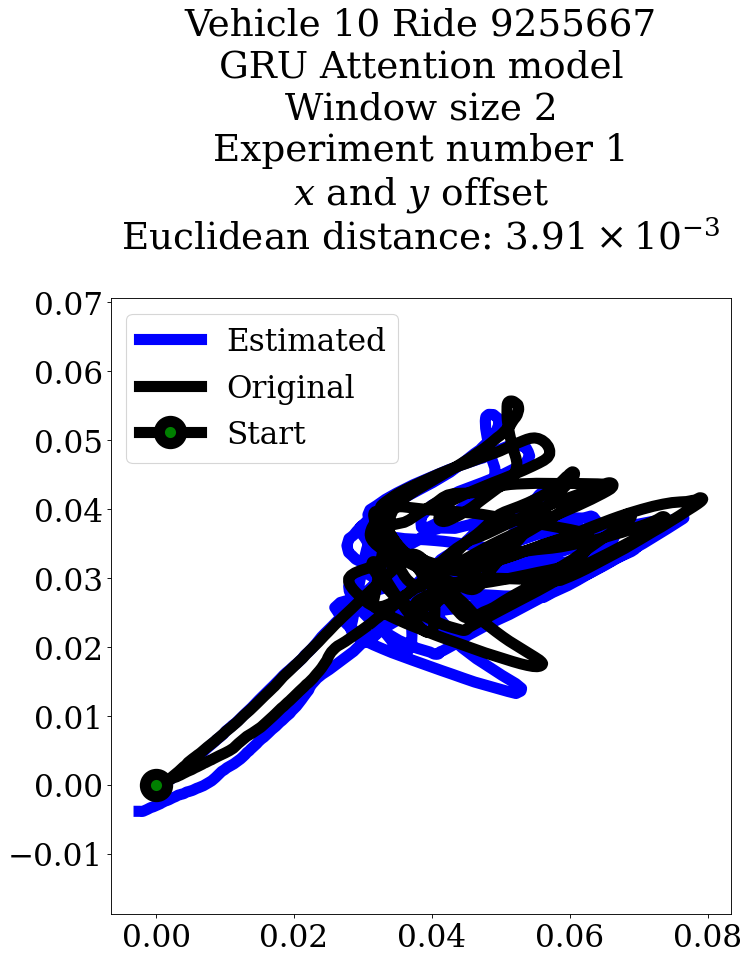 Vehicle 10 Ride 9255667
GRU Attention model
Window size 2
Experiment number 1
x and y offset
Euclidean distance: 3.91 × 10⁻³
0.07
0.06
0.05
0.04
0.03
0.02
0.01
0.00
−0.01
Estimated
Original
Start
0.00 0.02 0.04 0.06 0.08